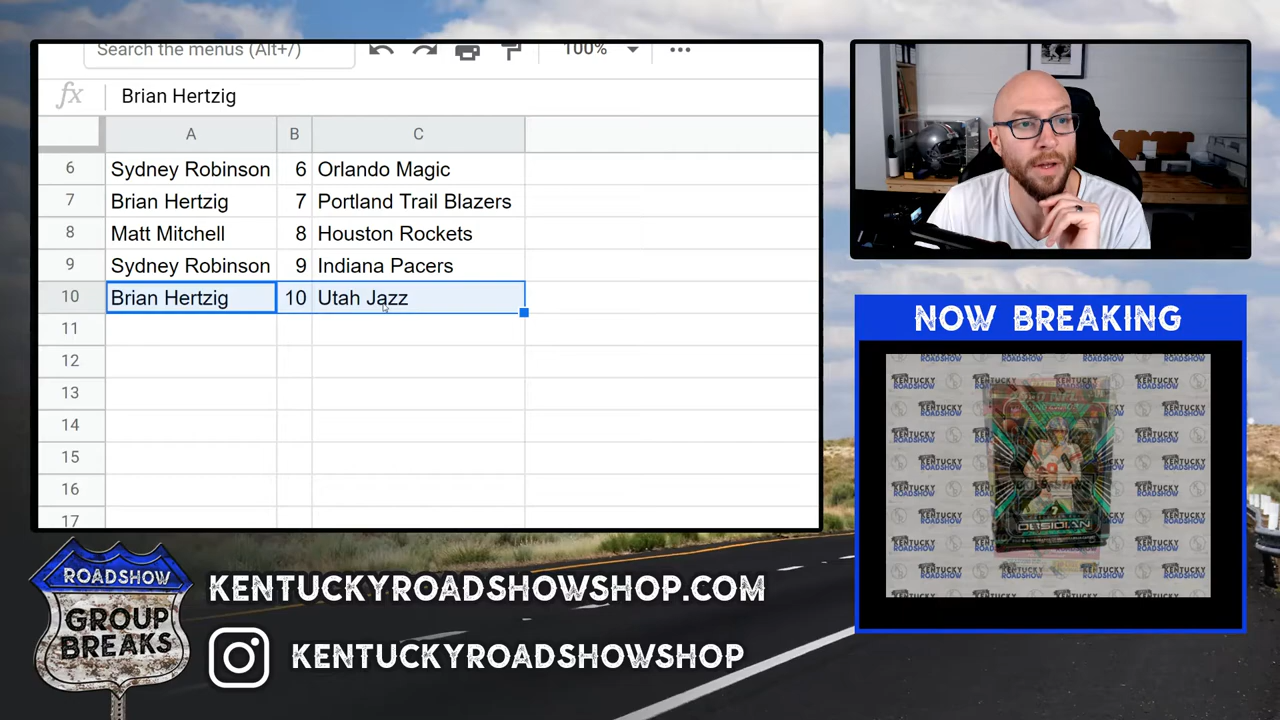 Search the menus (Alt+/)
100%
fx
Brian Hertzig
A B C
6 Sydney Robinson 6 Orlando Magic
7 Brian Hertzig 7 Portland Trail Blazers
8 Matt Mitchell 8 Houston Rockets
9 Sydney Robinson 9 Indiana Pacers
10 Brian Hertzig 10 Utah Jazz
11
12
13
14
15
16
17
NOW BREAKING
KENTUCKY
ROADSHOW
OBSIDIAN
ROADSHOW
GROUP
BREAKS
KENTUCKYROADSHOWSHOP.COM
KENTUCKYROADSHOWSHOP